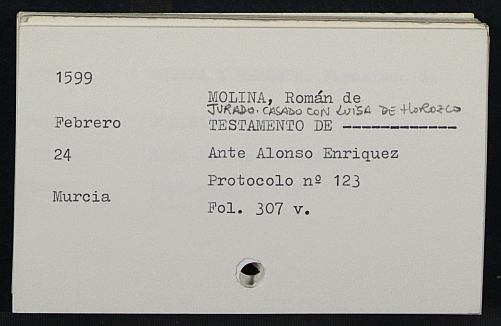 1599
MOLINA, Román de
JURADO. CASADO CON LUISA DE HOROZCO
Febrero
TESTAMENTO DE -------------
24
Ante Alonso Enriquez
Protocolo nº 123
Murcia
Fol. 307 v.